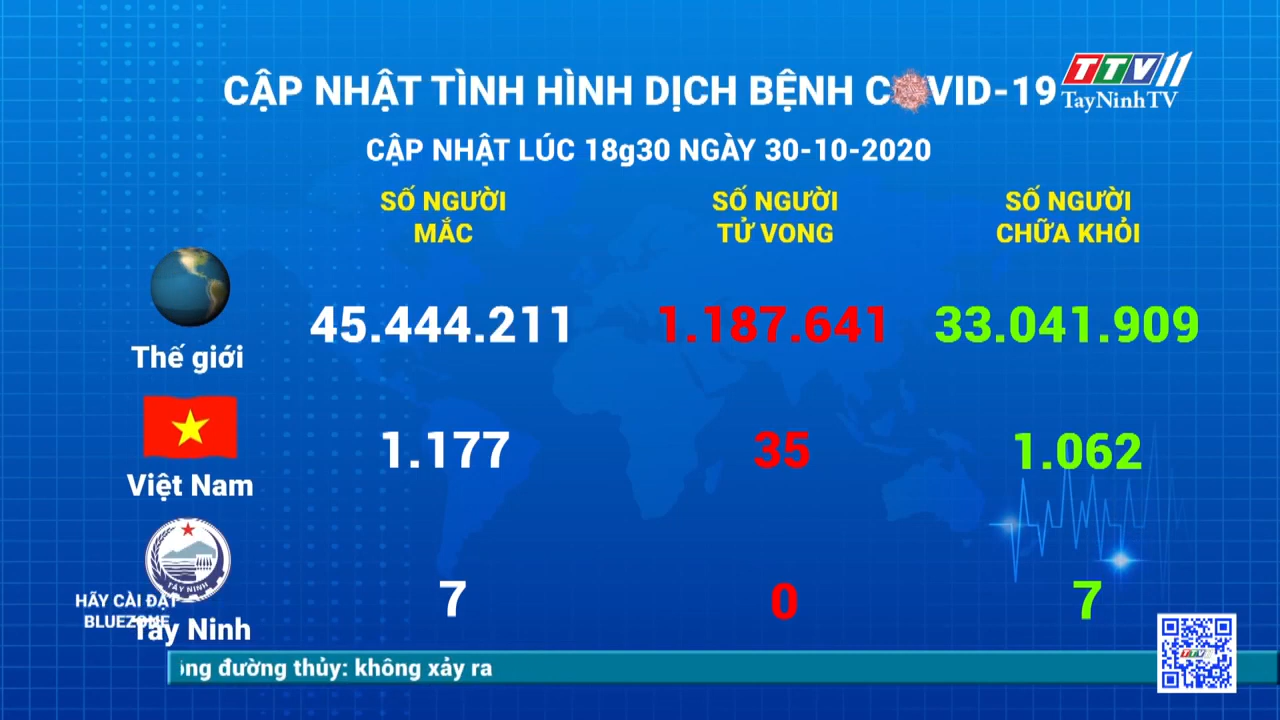 CẬP NHẬT TÌNH HÌNH DỊCH BỆNH COVID-19
TTV11
TayNinhTV
CẬP NHẬT LÚC 18g30 NGÀY 30-10-2020
SỐ NGƯỜI MẮC
SỐ NGƯỜI TỬ VONG
SỐ NGƯỜI CHỮA KHỎI
45.444.211 1.187.641 33.041.909
Thế giới
1.177 35 1.062
Việt Nam
TÂY NINH
7 0 7
HÃY CÀI ĐẶT
BLUEZONE
Tây Ninh
TTV
đường thủy: không xảy ra